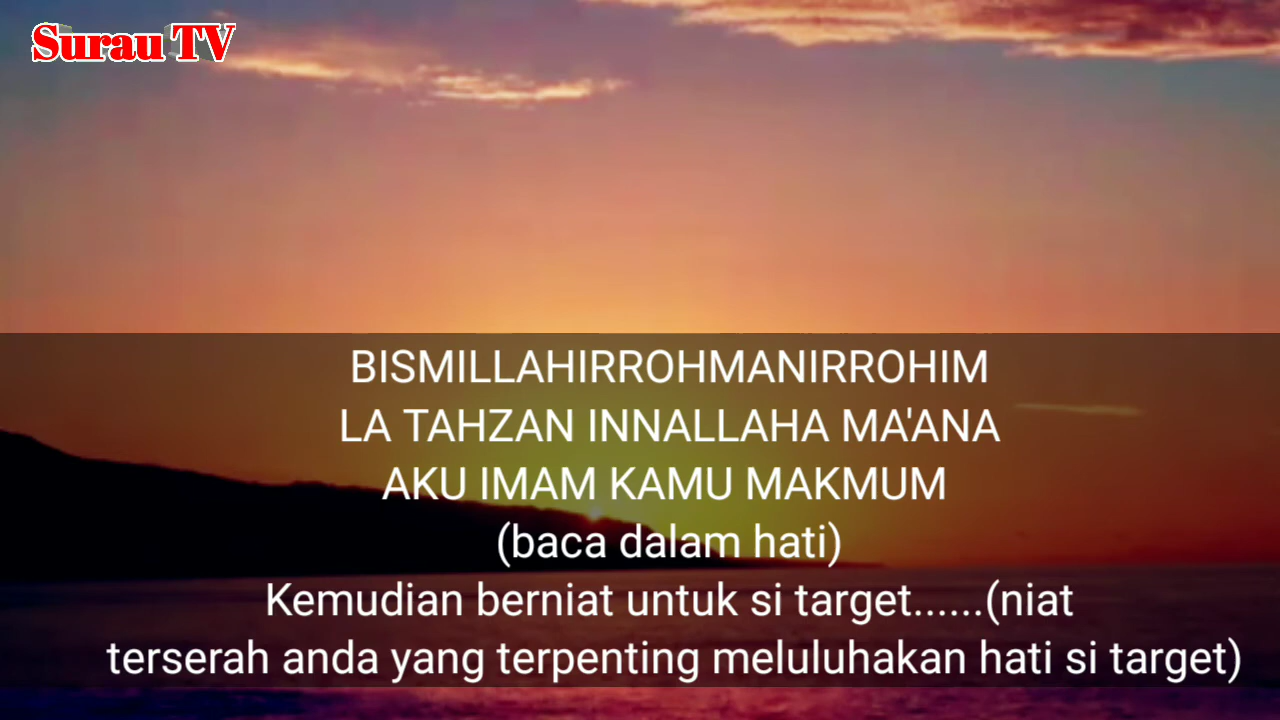 Surau TV
BISMILLAHIRROHMANIRROHIM
LA TAHZAN INNALLAHA MA'ANA
AKU IMAM KAMU MAKMUM
(baca dalam hati)
Kemudian berniat untuk si target......(niat
terserah anda yang terpenting meluluhakan hati si target)